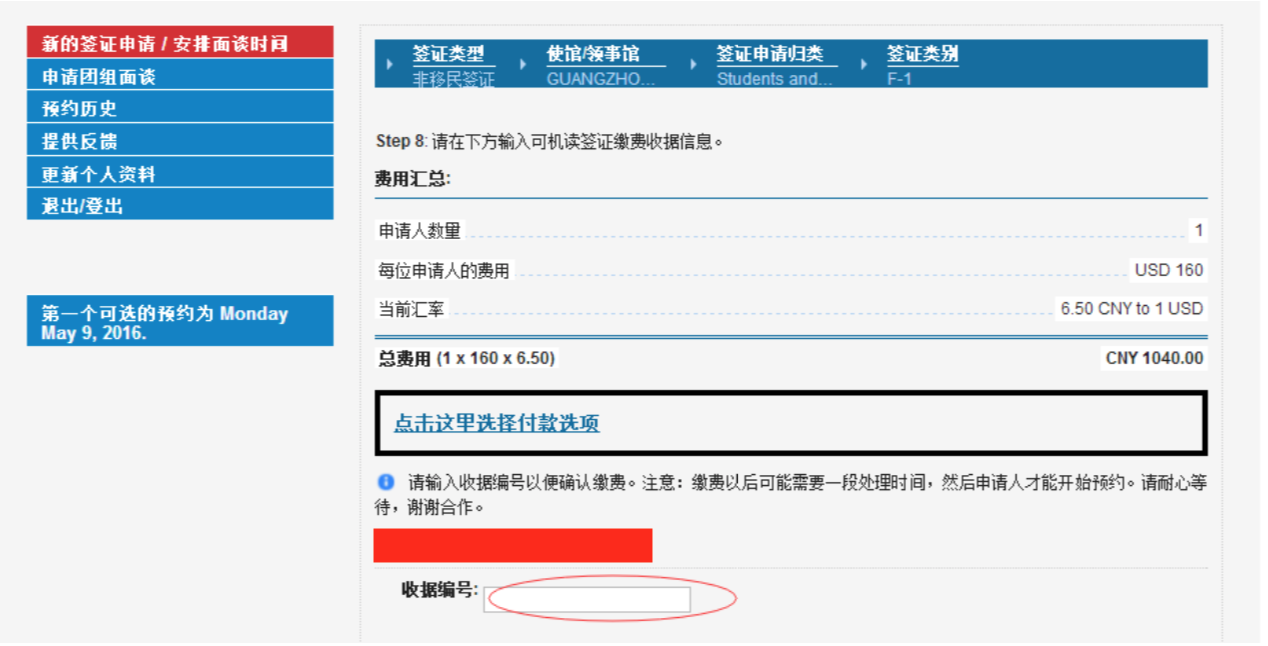 新的签证申请 / 安排面谈时间
申请团组面谈
预约历史
提供反馈
更新个人资料
退出/登出
第一个可选的预约为 Monday
May 9, 2016.
签证类型 使馆/领事馆 签证申请归类 签证类别
非移民签证 GUANGZHO... Students and... F-1
Step 8: 请在下方输入可机读签证缴费收据信息。
费用汇总:
申请人数量 1
每位申请人的费用 USD 160
当前汇率 6.50 CNY to 1 USD
总费用 (1 x 160 x 6.50) CNY 1040.00
点击这里选择付款选项
请输入收据编号以便确认缴费。注意：缴费以后可能需要一段处理时间，然后申请人才能开始预约。请耐心等
待，谢谢合作。
收据编号: